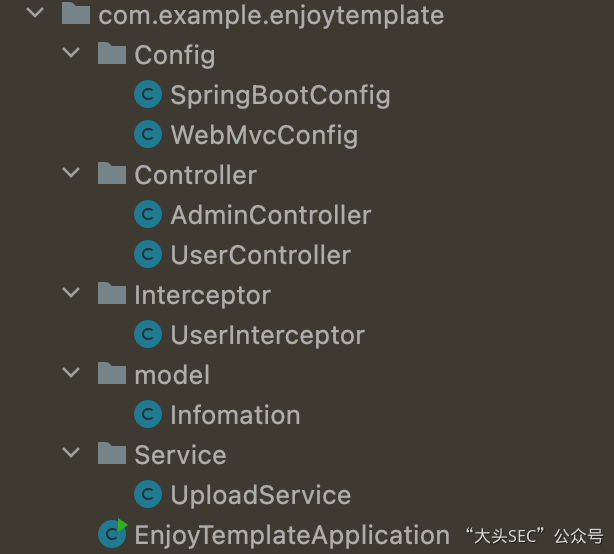 com.example.enjoytemplate
Config
SpringBootConfig
WebMvcConfig
Controller
AdminController
UserController
Interceptor
UserInterceptor
model
Infomation
Service
UploadService
EnjoyTemplateApplication “大头SEC”公众号